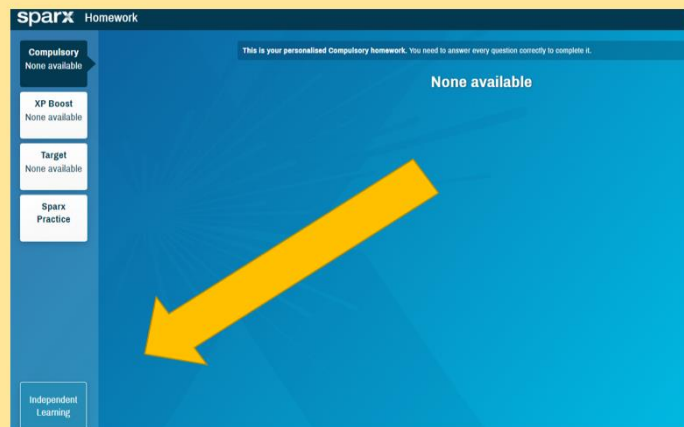 sparx Homework
Compulsory
None available
XP Boost
None available
Target
None available
Sparx
Practice
Independent
Learning
This is your personalised Compulsory homework. You need to answer every question correctly to complete it.
None available